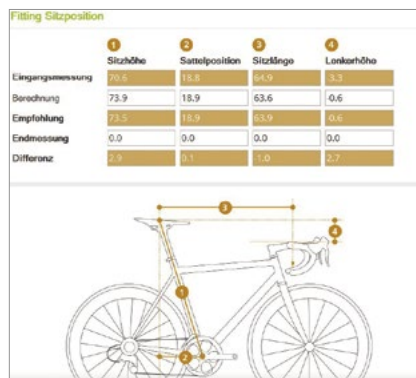 Fitting Sitzposition
1 2 3 4
Sitzhöhe Sattelposition Sitzlänge Lenkerhöhe
Eingangsmessung 70.6 18.8 64.9 -3.3
Berechnung 73.9 18.9 63.6 -0.6
Empfehlung 73.5 18.9 63.9 -0.6
Endmessung 0.0 0.0 0.0 0.0
Differenz 2.9 0.1 -1.0 2.7
3
4
1
2